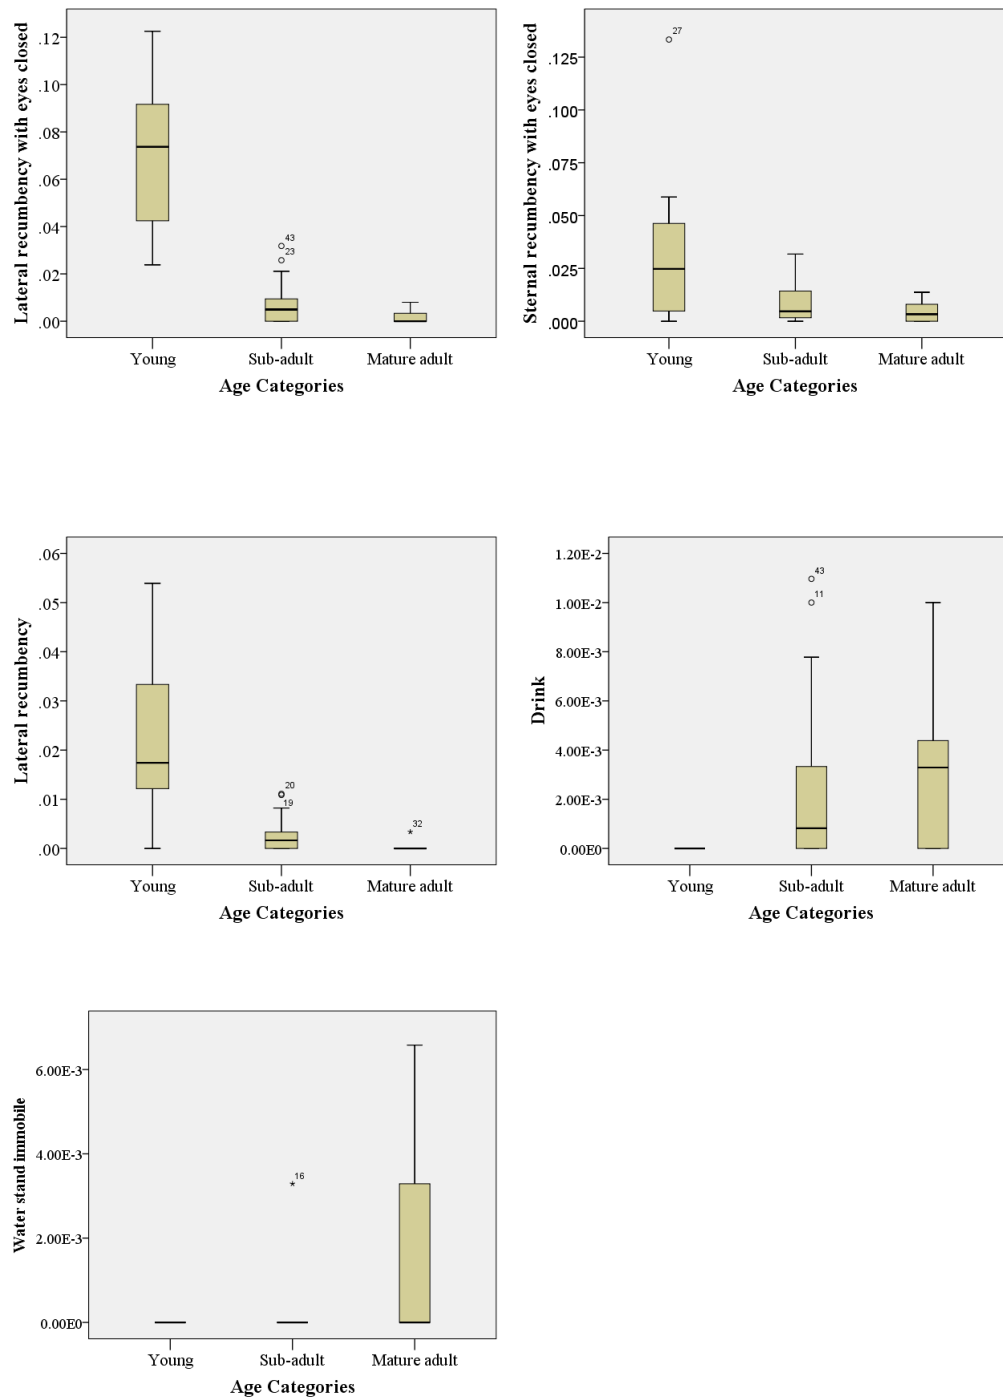 Lateral recumbency with eyes closed
.12
.10
.08
.06
.04
.02
.00
43
23
Young Sub-adult Mature adult
Age Categories
Sternal recumbency with eyes closed
.125
.100
.075
.050
.025
.000
27
Young Sub-adult Mature adult
Age Categories
Lateral recumbency
.06
.05
.04
.03
.02
.01
.00
20
19
32
Young Sub-adult Mature adult
Age Categories
Drink
1.20E-2
1.00E-2
8.00E-3
6.00E-3
4.00E-3
2.00E-3
0.00E0
43
11
Young Sub-adult Mature adult
Age Categories
Water stand immobile
6.00E-3
4.00E-3
2.00E-3
0.00E0
16
Young Sub-adult Mature adult
Age Categories